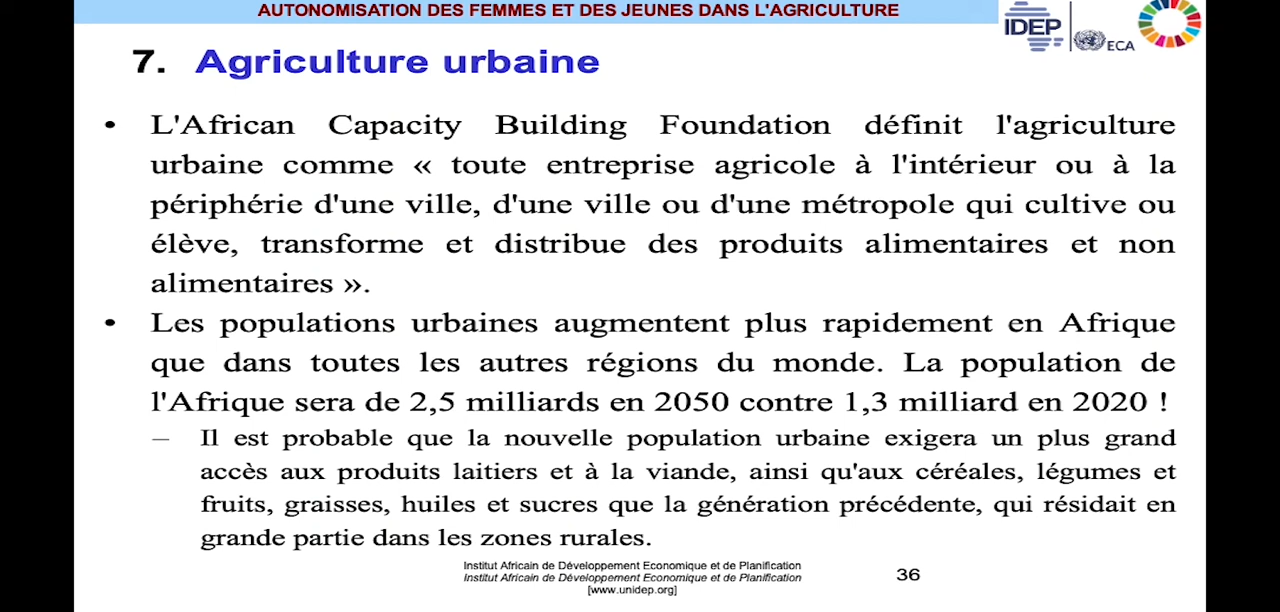 AUTONOMISATION DES FEMMES ET DES JEUNES DANS L'AGRICULTURE
IDEP
ECA
7. Agriculture urbaine
• L'African Capacity Building Foundation définit l'agriculture
urbaine comme « toute entreprise agricole à l'intérieur ou à la
périphérie d'une ville, d'une ville ou d'une métropole qui cultive ou
élève, transforme et distribue des produits alimentaires et non
alimentaires ».
• Les populations urbaines augmentent plus rapidement en Afrique
que dans toutes les autres régions du monde. La population de
l'Afrique sera de 2,5 milliards en 2050 contre 1,3 milliard en 2020 !
– Il est probable que la nouvelle population urbaine exigera un plus grand
accès aux produits laitiers et à la viande, ainsi qu'aux céréales, légumes et
fruits, graisses, huiles et sucres que la génération précédente, qui résidait en
grande partie dans les zones rurales.
Institut Africain de Développement Economique et de Planification
Institut Africain de Développement Economique et de Planification
[www.unidep.org]
36